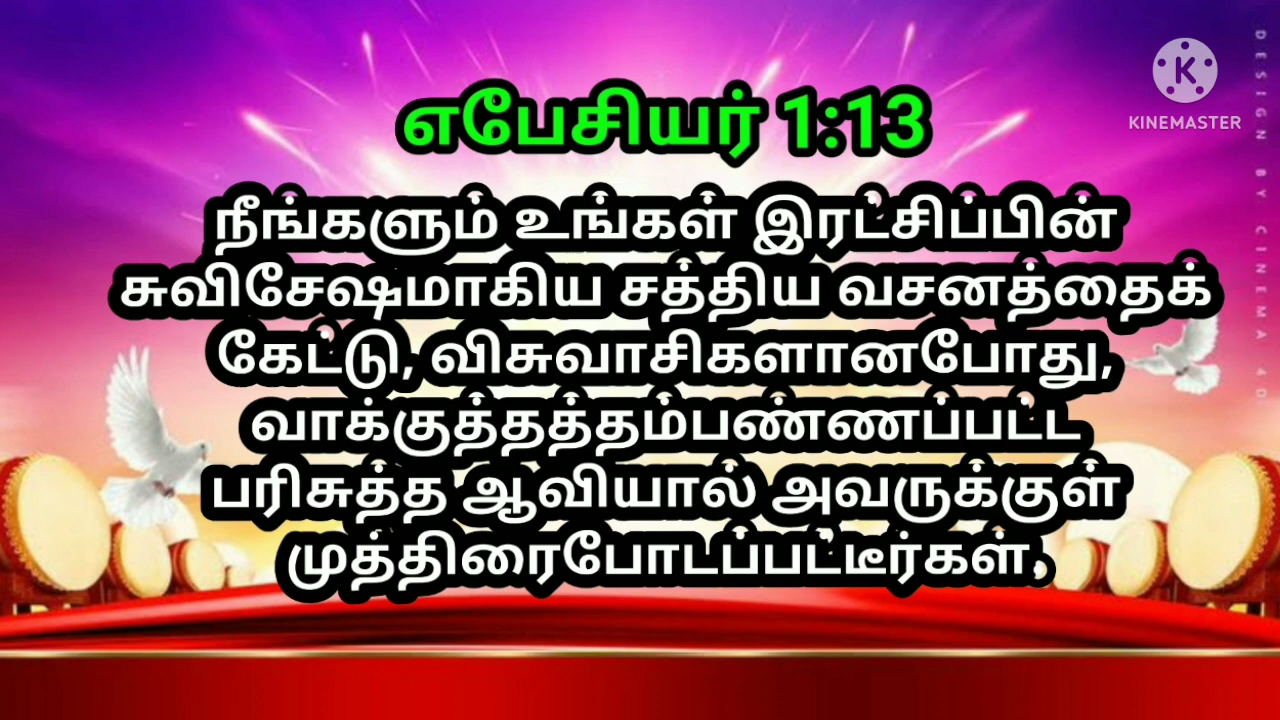 எபேசியர் 1:13
நீங்களும் உங்கள் இரட்சிப்பின்
சுவிசேஷமாகிய சத்திய வசனத்தைக்
கேட்டு, விசுவாசிகளானபோது,
வாக்குத்தத்தம்பண்ணப்பட்ட
பரிசுத்த ஆவியால் அவருக்குள்
முத்திரைபோடப்பட்டீர்கள்.
K
KINEMASTER
DIESIGN BY CINEMA 4D